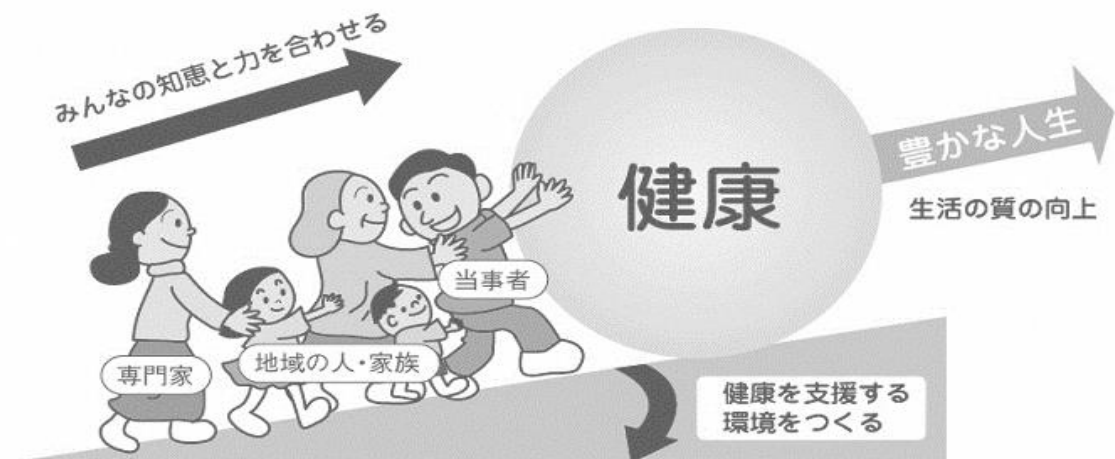 みんなの知恵と力を合わせる
健康
豊かな人生
生活の質の向上
当事者
地域の人・家族
専門家
健康を支援する
環境をつくる